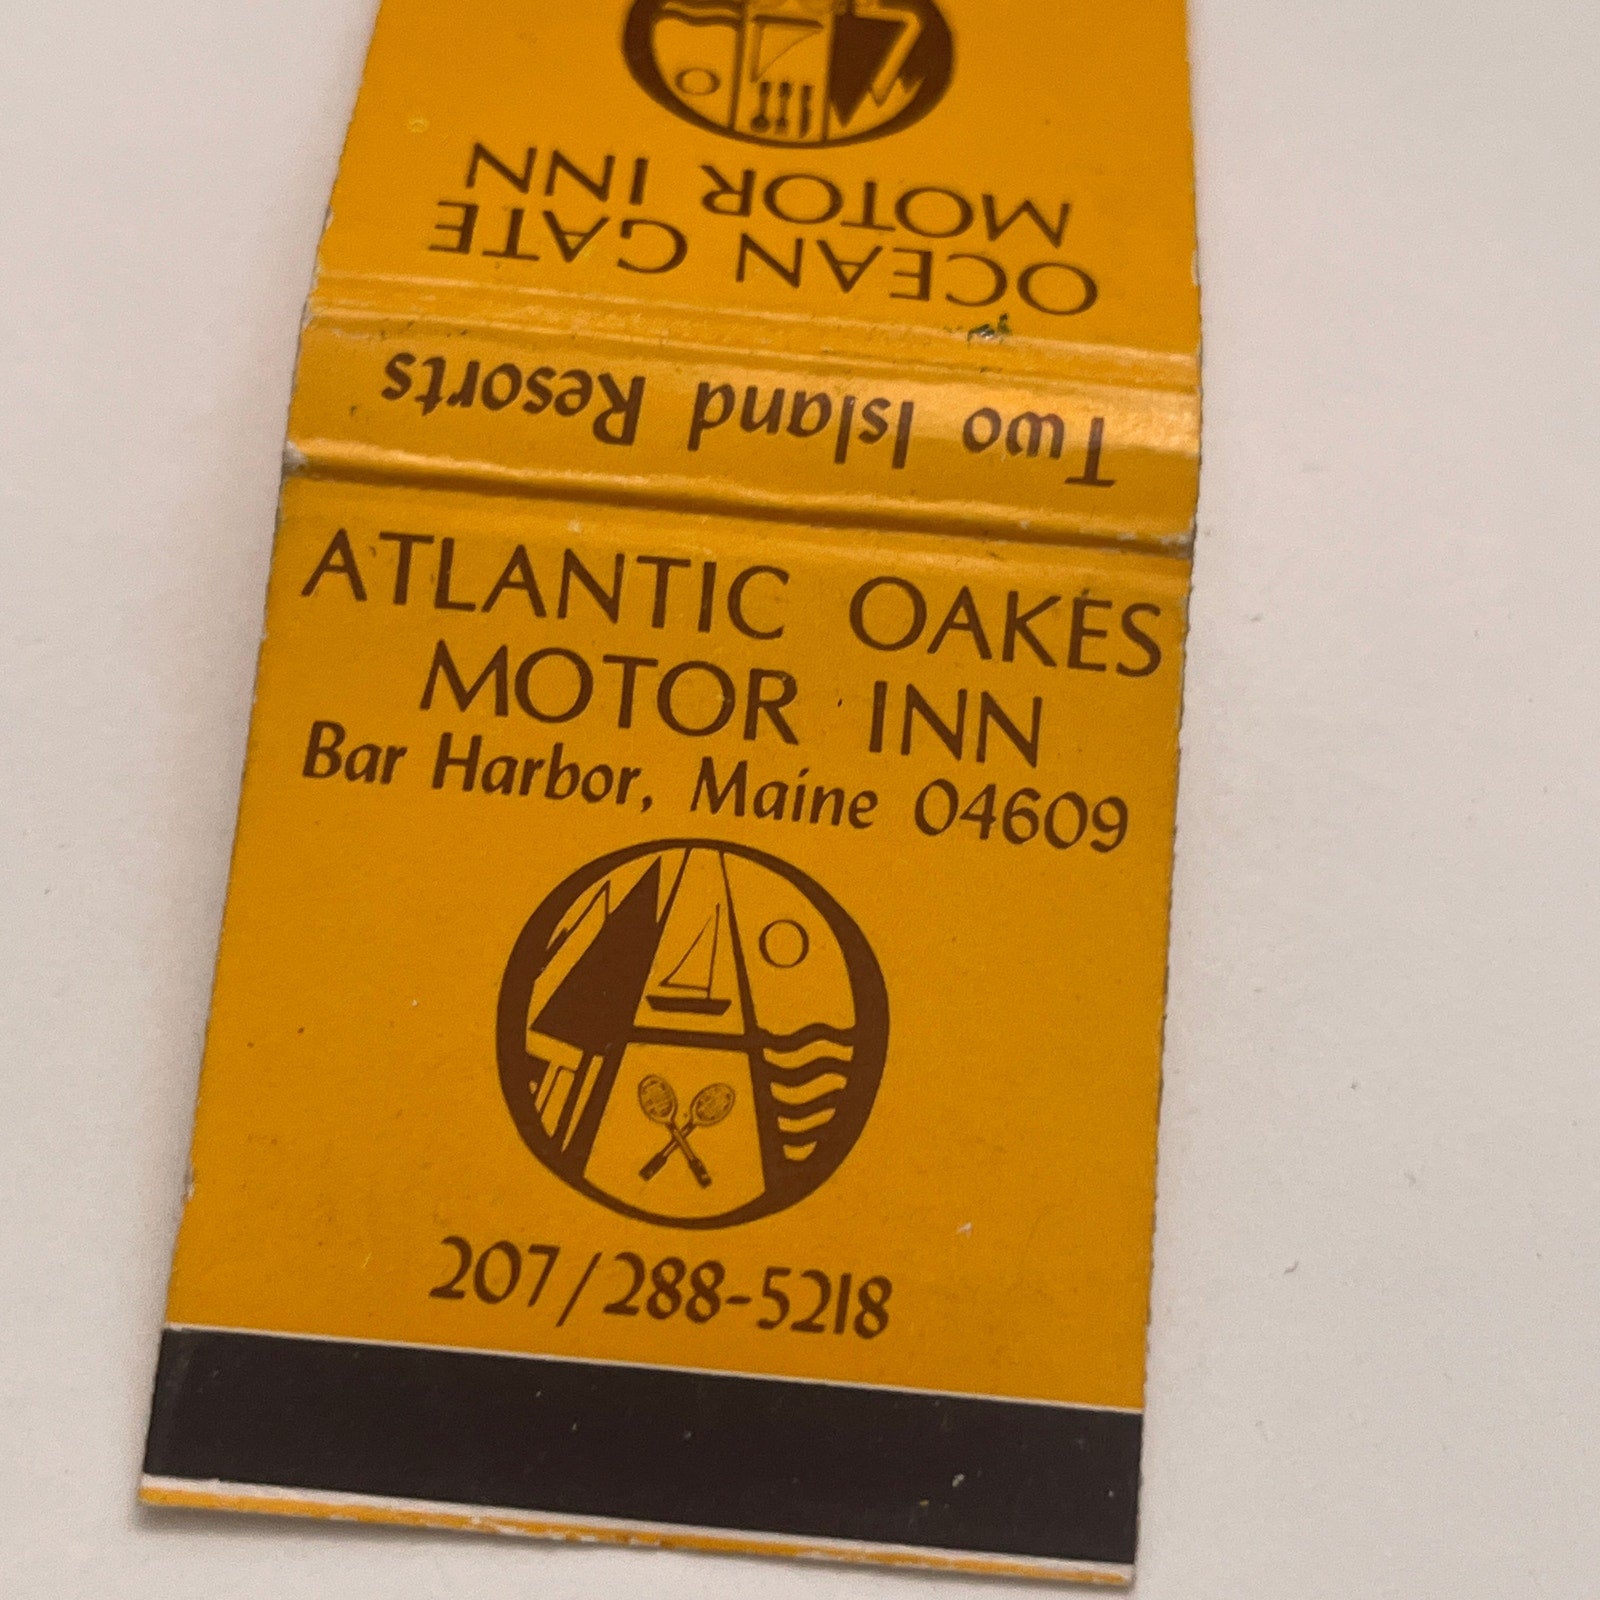 OCEAN GATE
MOTOR INN
Two Island Resorts
ATLANTIC OAKES
MOTOR INN
Bar Harbor, Maine 04609
207/288-5218